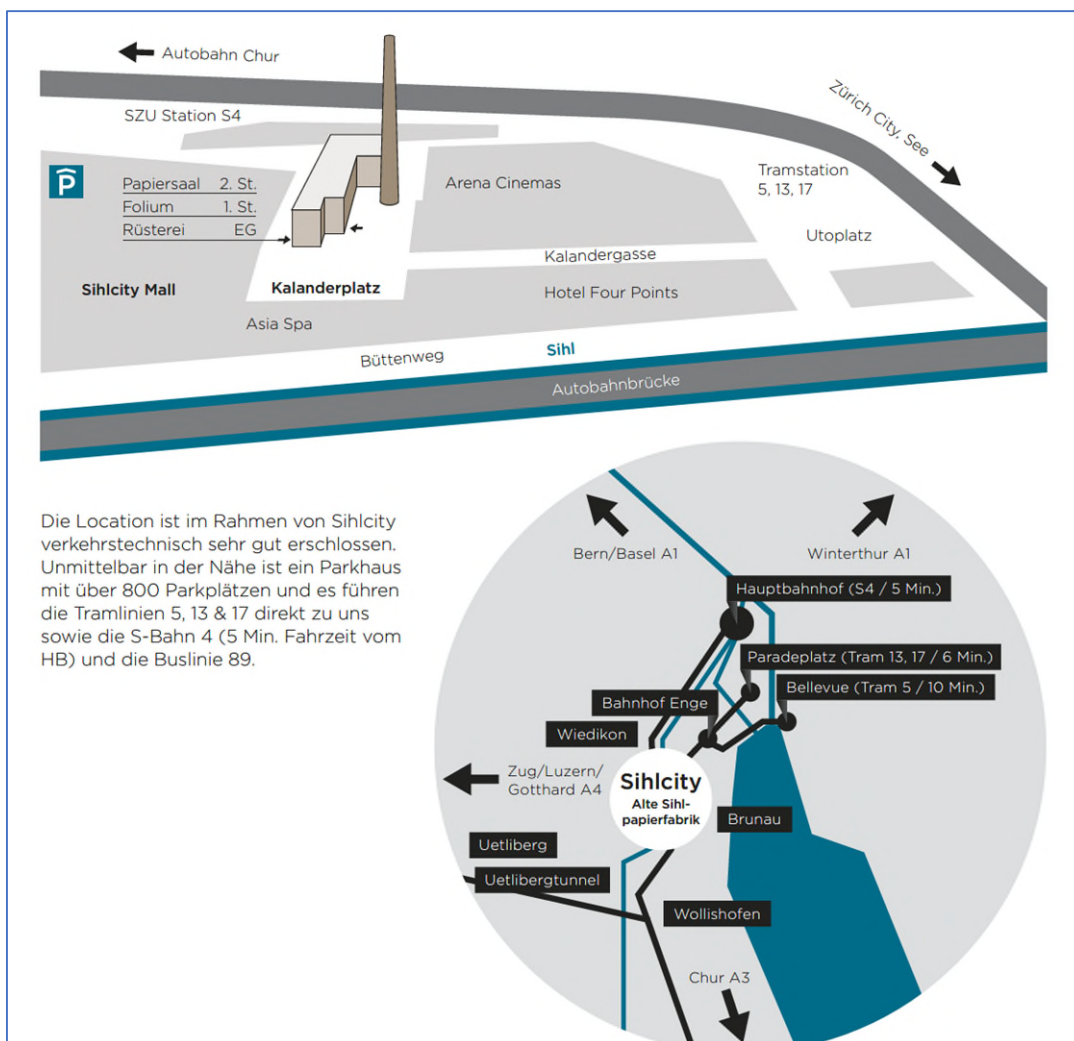 Autobahn Chur
Zürich City, See
SZU Station S4
P
Papiersaal 2. St.
Folium 1. St.
Rüsterei EG
Arena Cinemas
Tramstation
5, 13, 17
Utoplatz
Kalandergasse
Sihlcity Mall
Kalanderplatz
Hotel Four Points
Asia Spa
Büttenweg
Sihl
Autobahnbrücke
Die Location ist im Rahmen von Sihlcity
verkehrstechnisch sehr gut erschlossen.
Unmittelbar in der Nähe ist ein Parkhaus
mit über 800 Parkplätzen und es führen
die Tramlinien 5, 13 & 17 direkt zu uns
sowie die S-Bahn 4 (5 Min. Fahrzeit vom
HB) und die Buslinie 89.
Bern/Basel A1
Winterthur A1
Hauptbahnhof (S4 / 5 Min.)
Paradeplatz (Tram 13, 17 / 6 Min.)
Bellevue (Tram 5 / 10 Min.)
Bahnhof Enge
Wiedikon
Zug/Luzern/
Gotthard A4
Sihlcity
Alte Sihl-
papierfabrik
Brunau
Uetliberg
Uetlibergtunnel
Wollishofen
Chur A3